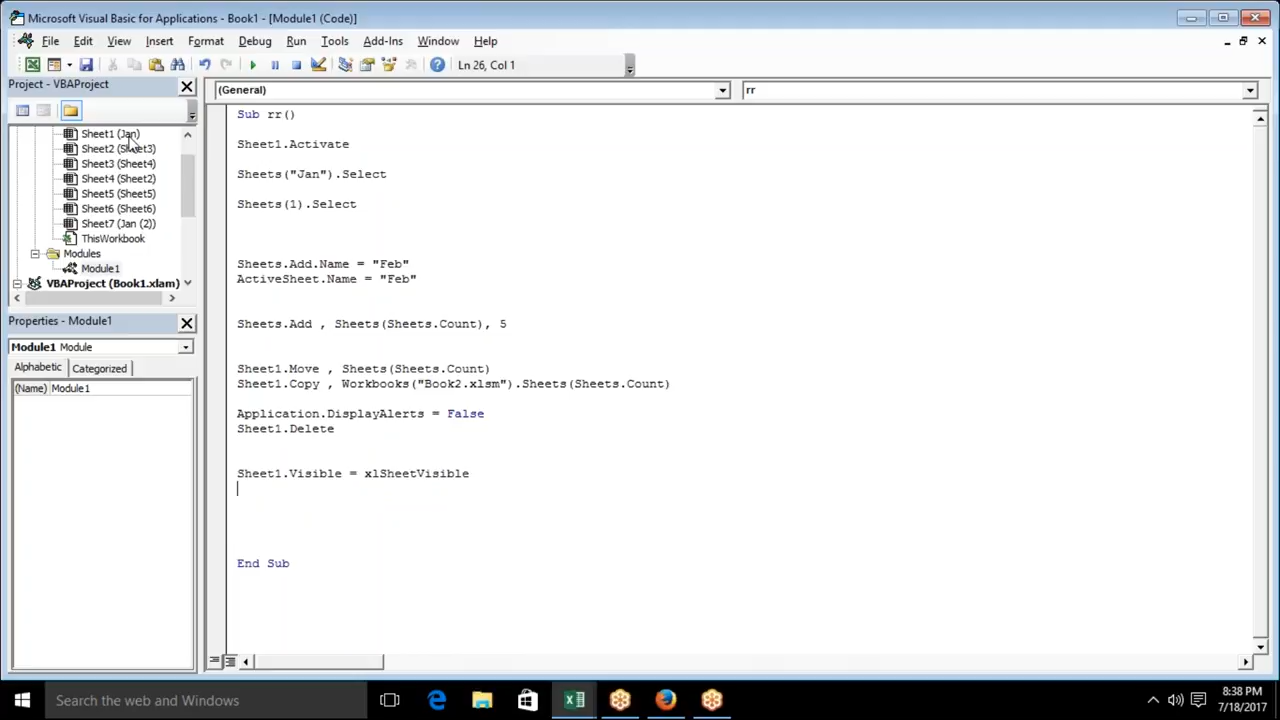 Microsoft Visual Basic for Applications - Book1 - [Module1 (Code)]
File Edit View Insert Format Debug Run Tools Add-Ins Window Help
Ln 26, Col 1
Project - VBAProject
(General)
rr
Sheet1 (Jan)
Sheet2 (Sheet3)
Sheet3 (Sheet4)
Sheet4 (Sheet2)
Sheet5 (Sheet5)
Sheet6 (Sheet6)
Sheet7 (Jan (2))
ThisWorkbook
Modules
Module1
VBAProject (Book1.xlam)
Properties - Module1
Module1 Module
Alphabetic Categorized
(Name) Module1
Sub rr()
Sheet1.Activate
Sheets("Jan").Select
Sheets(1).Select
Sheets.Add.Name = "Feb"
ActiveSheet.Name = "Feb"
Sheets.Add , Sheets(Sheets.Count), 5
Sheet1.Move , Sheets(Sheets.Count)
Sheet1.Copy , Workbooks("Book2.xlsm").Sheets(Sheets.Count)
Application.DisplayAlerts = False
Sheet1.Delete
Sheet1.Visible = xlSheetVisible
End Sub
Search the web and Windows
8:38 PM
7/18/2017